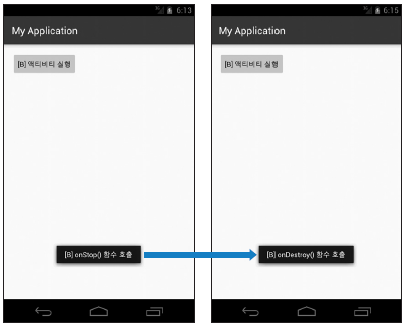 6:13
My Application
[B] 액티비티 실행
[B] onStop() 함수 호출
6:15
My Application
[B] 액티비티 실행
[B] onDestroy() 함수 호출